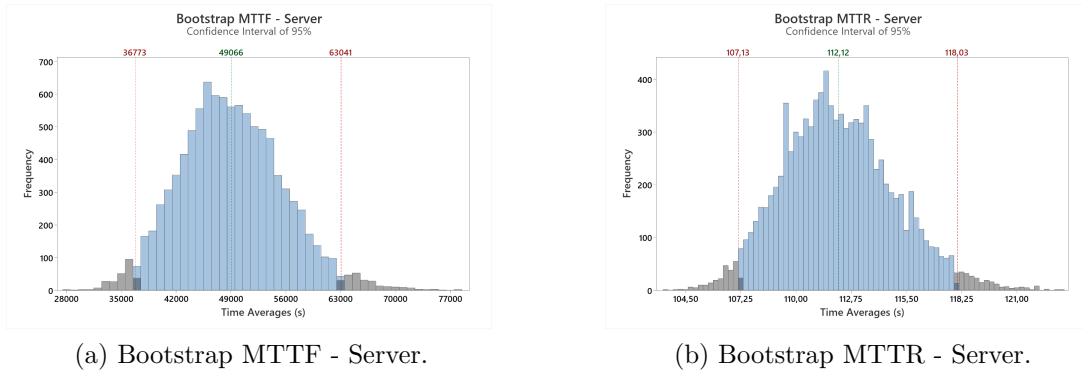 Bootstrap MTTF - Server
Confidence Interval of 95%
36773 49066 63041
700
600
500
400
300
200
100
0
Frequency
28000 35000 42000 49000 56000 63000 70000 77000
Time Averages (s)
(a) Bootstrap MTTF - Server.
Bootstrap MTTR - Server
Confidence Interval of 95%
107,13 112,12 118,03
400
300
200
100
0
Frequency
104,50 107,25 110,00 112,75 115,50 118,25 121,00
Time Averages (s)
(b) Bootstrap MTTR - Server.